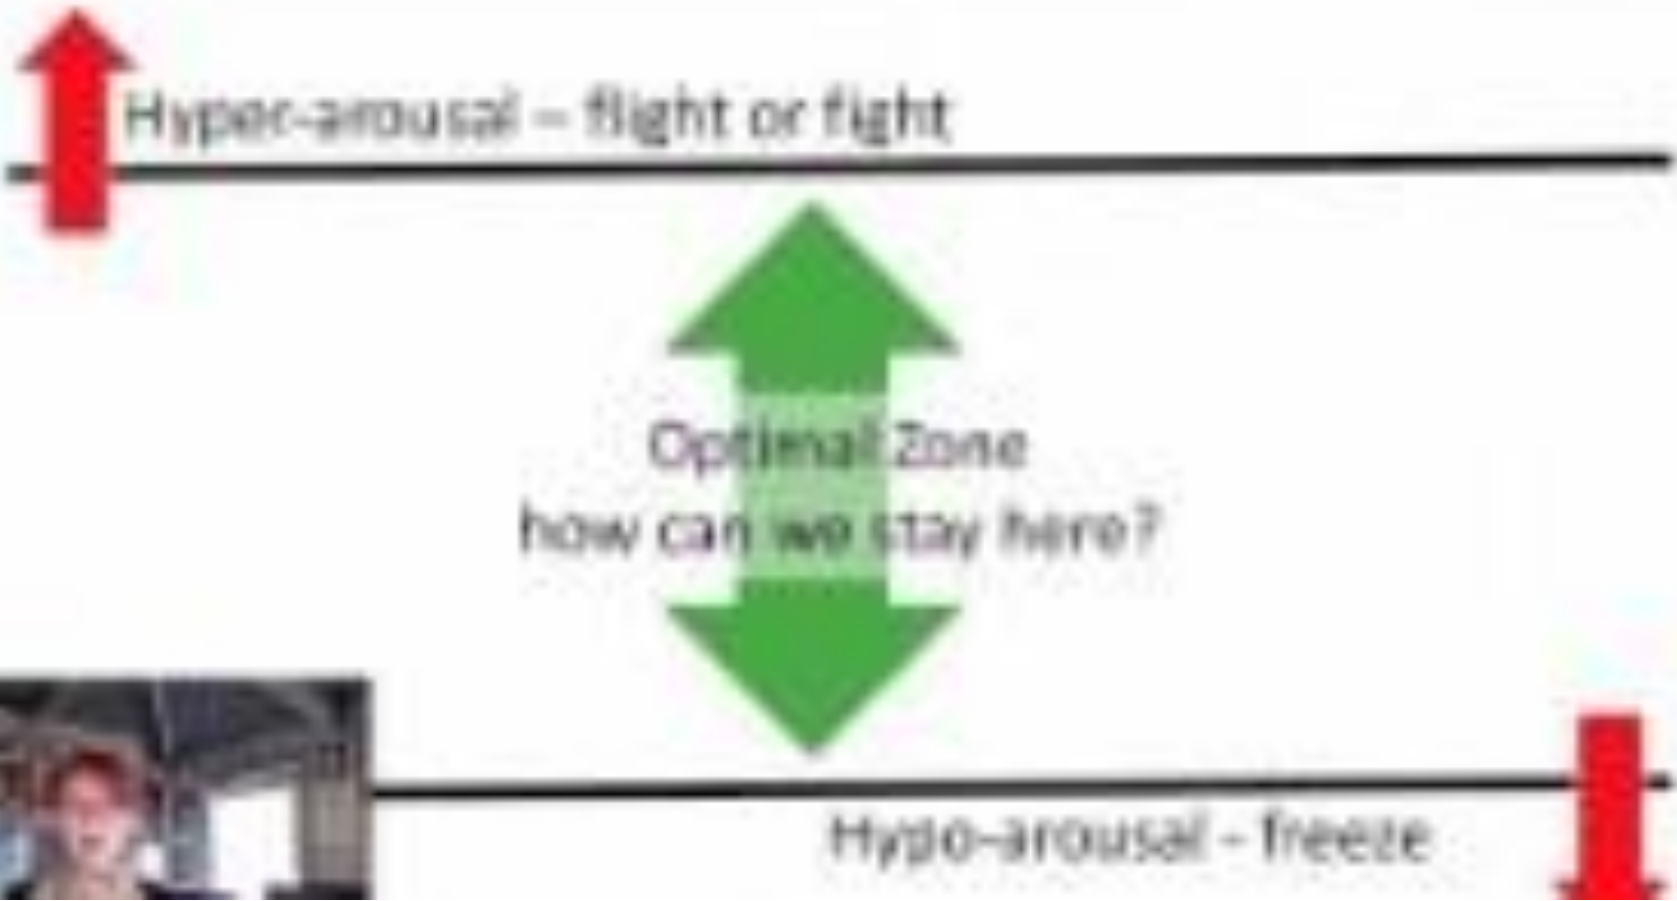 Hyper-arousal – flight or fight
Optimal Zone
how can we stay here?
Hypo-arousal - freeze